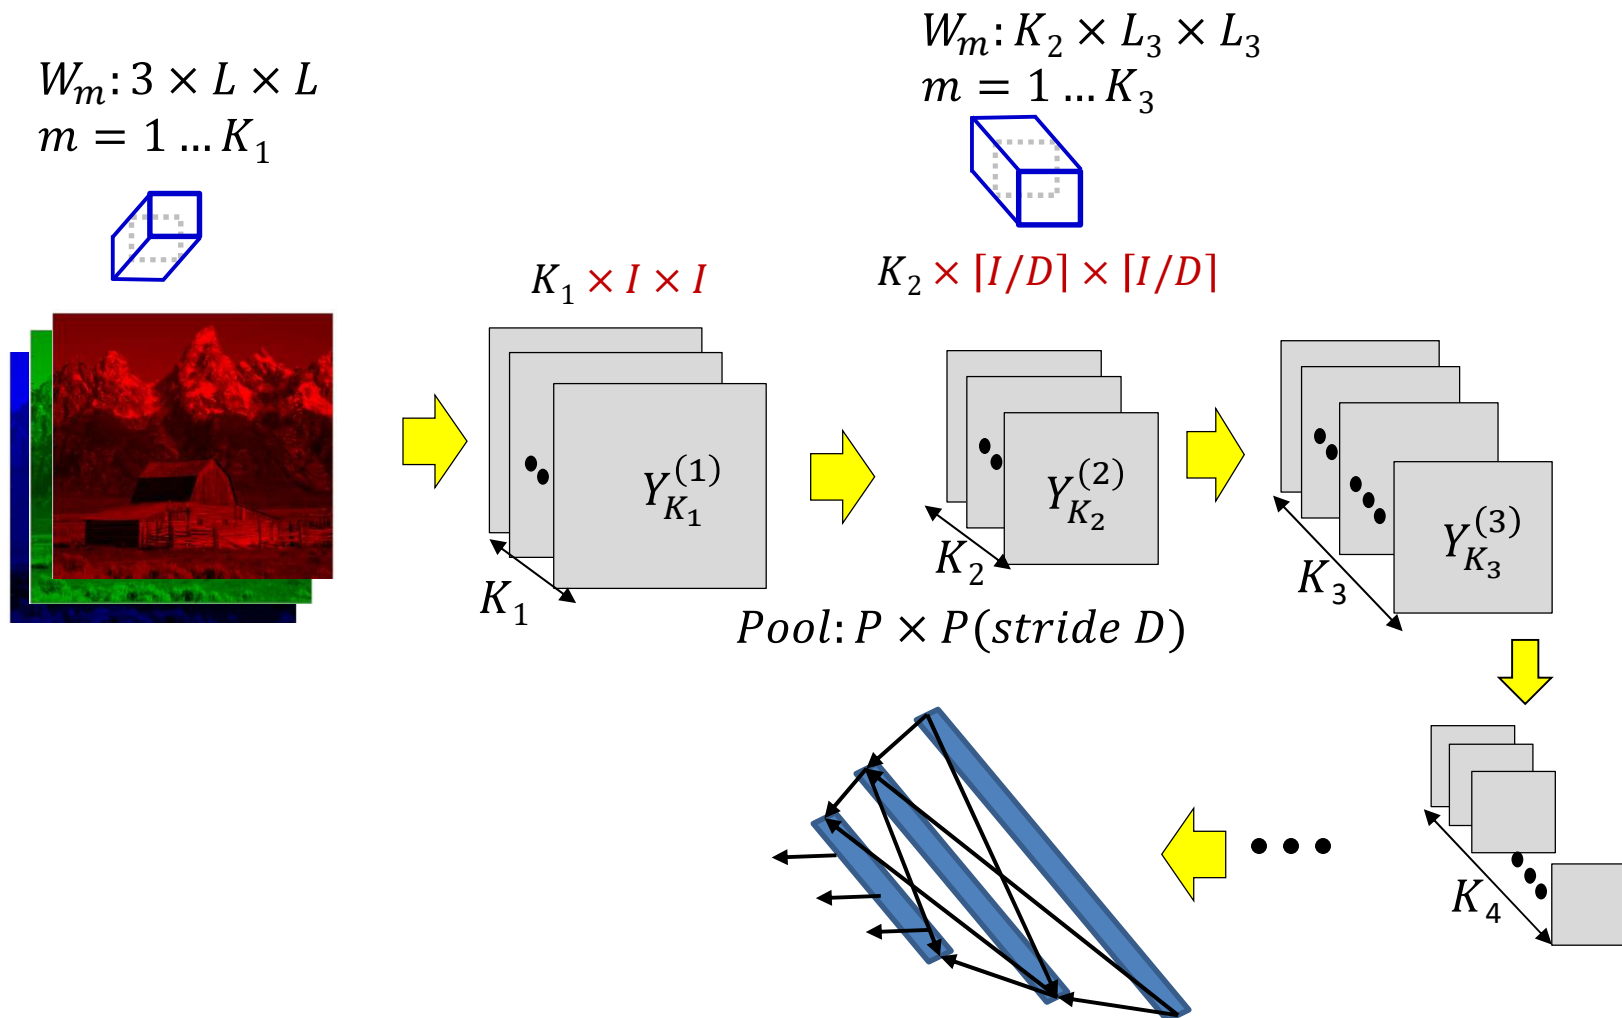 W_m: 3 × L × L
m = 1 … K_1
W_m: K_2 × L_3 × L_3
m = 1 … K_3
K_1 × I × I
K_2 × ⌈I/D⌉ × ⌈I/D⌉
Y_{K_1}^{(1)}
Y_{K_2}^{(2)}
Y_{K_3}^{(3)}
K_1
K_2
K_3
Pool: P × P(stride D)
K_4